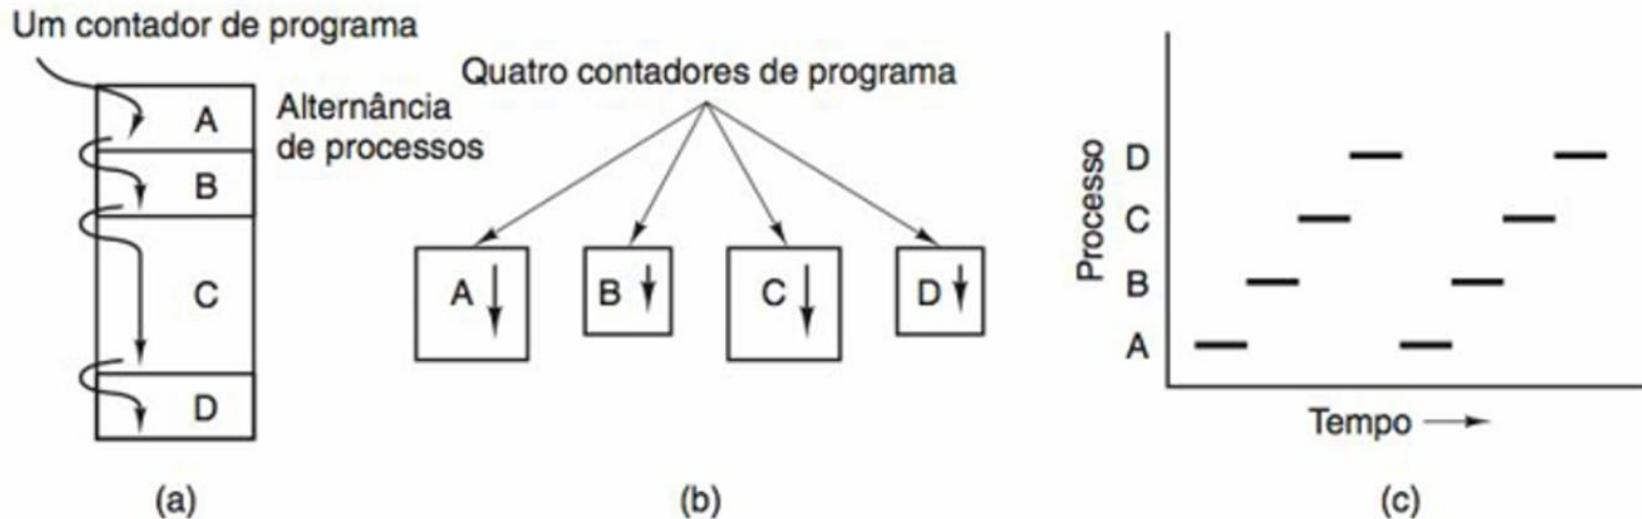 Um contador de programa
A
Alternância
de processos
B
C
D
(a)
Quatro contadores de programa
A
B
C
D
(b)
Processo
D
C
B
A
Tempo
(c)